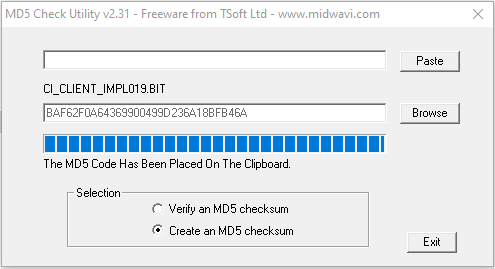 MD5 Check Utility v2.31 - Freeware from TSoft Ltd - www.midwavi.com
Paste
CI_CLIENT_IMPL019.BIT
BAF62F0A64369900499D236A18BFB46A
Browse
The MD5 Code Has Been Placed On The Clipboard.
Selection
Verify an MD5 checksum
Create an MD5 checksum
Exit